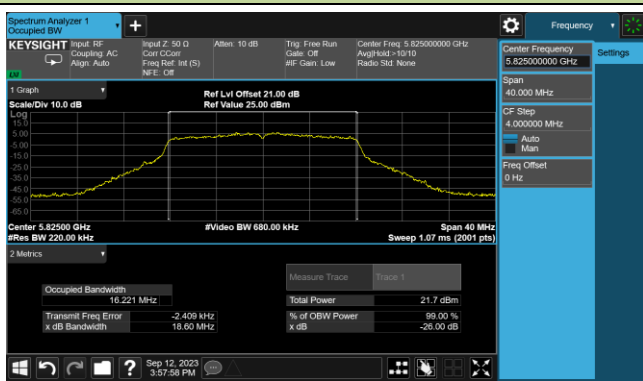 Spectrum Analyzer 1
Occupied BW
Frequency
KEYSIGHT
Input: RF
Coupling: AC
Align: Auto
Input Z: 50 Ω
Corr CCorr
Freq Ref: Int (S)
NFE: Off
Atten: 10 dB
Trig: Free Run
Gate: Off
#IF Gain: Low
Center Freq: 5.825000000 GHz
Avg|Hold:>10/10
Radio Std: None
Center Frequency
5.825000000 GHz
Settings
Span
40.000 MHz
CF Step
4.000000 MHz
Auto
Man
Freq Offset
0 Hz
1 Graph
Scale/Div 10.0 dB
Ref Lvl Offset 21.00 dB
Ref Value 25.00 dBm
Log
15.0
5.00
-5.00
-15.0
-25.0
-35.0
-45.0
-55.0
-65.0
Center 5.82500 GHz
#Res BW 220.00 kHz
#Video BW 680.00 kHz
Span 40 MHz
Sweep 1.07 ms (2001 pts)
2 Metrics
Measure Trace
Trace 1
Occupied Bandwidth
16.221 MHz
Total Power
21.7 dBm
Transmit Freq Error
-2.409 kHz
% of OBW Power
99.00 %
x dB Bandwidth
18.60 MHz
x dB
-26.00 dB
?
Sep 12, 2023
3:57:58 PM